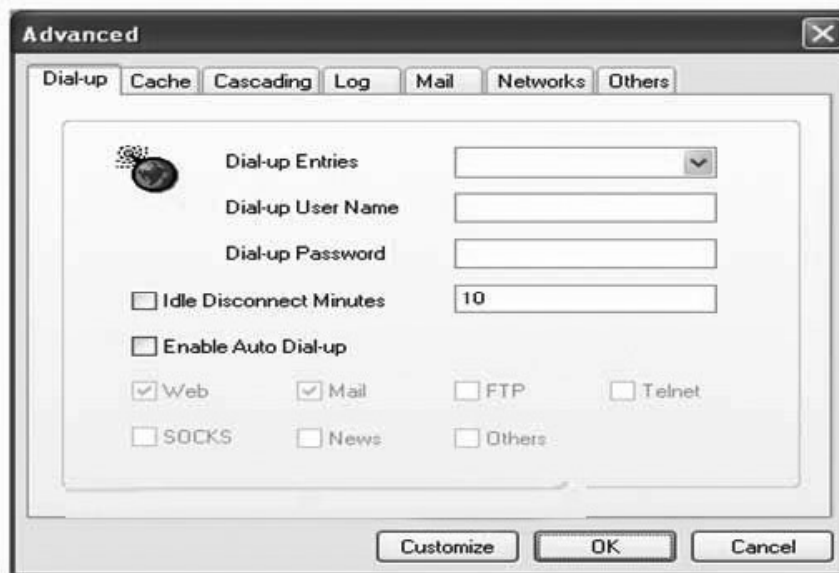 Advanced
Dial-up Cache Cascading Log Mail Networks Others
Dial-up Entries
Dial-up User Name
Dial-up Password
Idle Disconnect Minutes 10
Enable Auto Dial-up
Web Mail FTP Telnet
SOCKS News Others
Customize OK Cancel